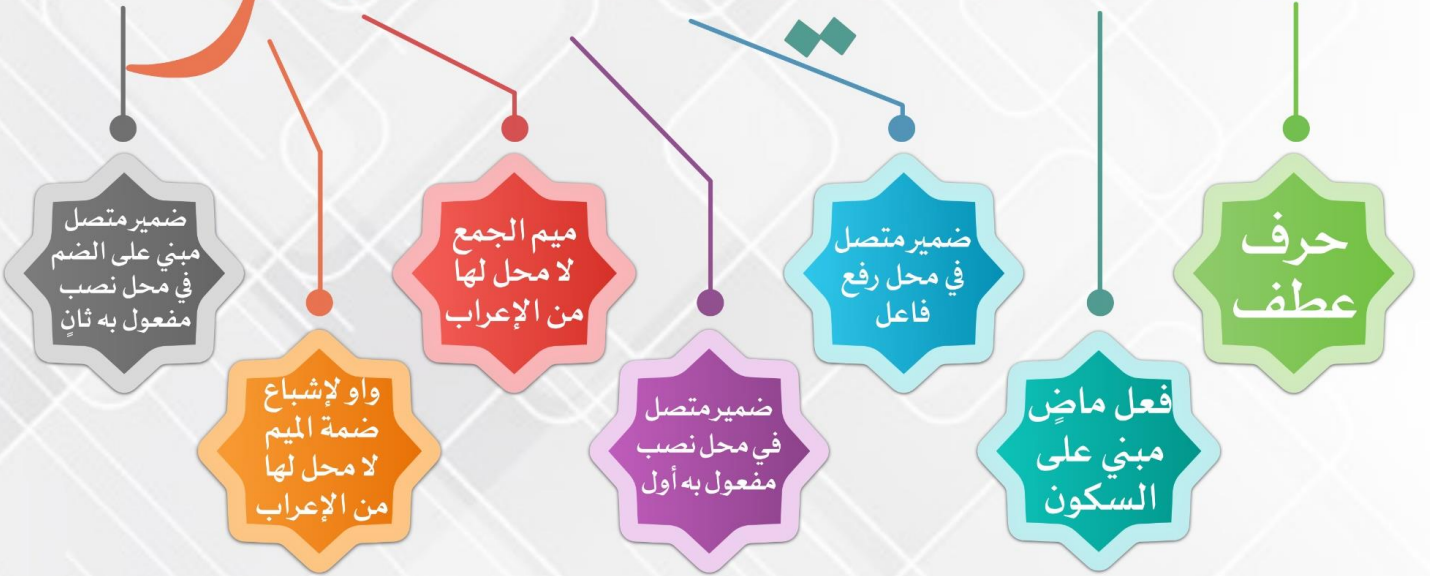 حرف
عطف
فعل ماضٍ
مبني على
السكون
ضمير متصل
في محل رفع
فاعل
ضمير متصل
في محل نصب
مفعول به أول
ميم الجمع
لا محل لها
من الإعراب
واو لإشباع
ضمة الميم
لا محل لها
من الإعراب
ضمير متصل
مبني على الضم
في محل نصب
مفعول به ثانٍ